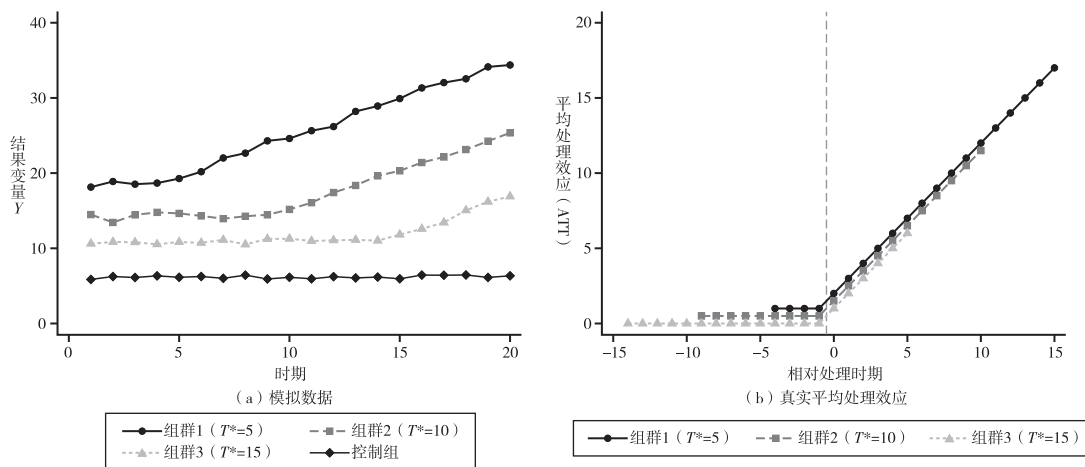 40
30
20
10
0
结果变量Y
0
5
10
15
20
时期
（a）模拟数据
组群1（T*=5）
组群2（T*=10）
组群3（T*=15）
控制组
20
15
10
5
0
平均处理效应（ATT）
−15
−10
−5
0
5
10
15
相对处理时期
（b）真实平均处理效应
组群1（T*=5）
组群2（T*=10）
组群3（T*=15）